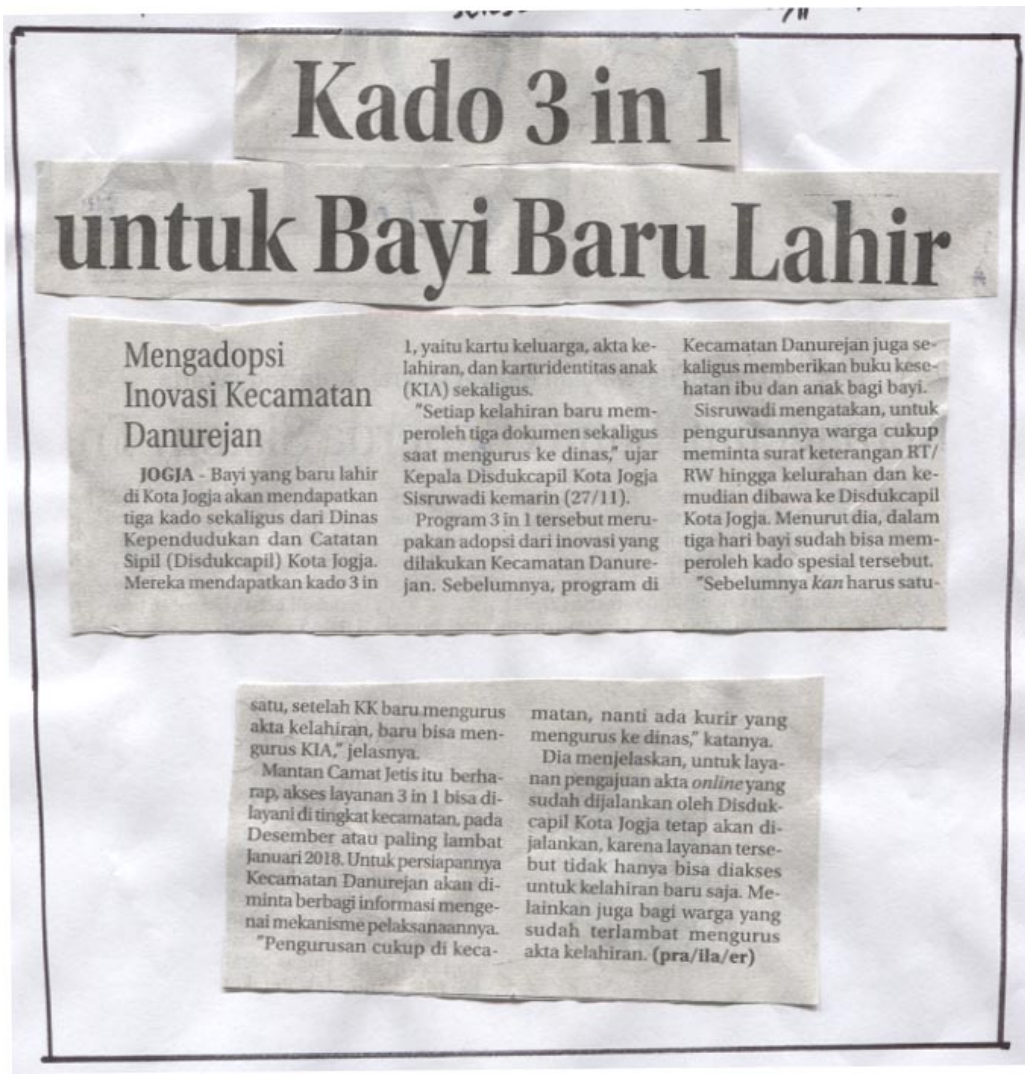 Kado 3 in 1
untuk Bayi Baru Lahir
Mengadopsi
Inovasi Kecamatan
Danurejan
JOGJA - Bayi yang baru lahir
di Kota Jogja akan mendapatkan
tiga kado sekaligus dari Dinas
Kependudukan dan Catatan
Sipil (Disdukcapil) Kota Jogja.
Mereka mendapatkan kado 3 in
1, yaitu kartu keluarga, akta ke-
lahiran, dan karturidentitas anak
(KIA) sekaligus.
"Setiap kelahiran baru mem-
peroleh tiga dokumen sekaligus
saat mengurus ke dinas," ujar
Kepala Disdukcapil Kota Jogja
Sisruwadi kemarin (27/11).
Program 3 in 1 tersebut meru-
pakan adopsi dari inovasi yang
dilakukan Kecamatan Danure-
jan. Sebelumnya, program di
Kecamatan Danurejan juga se-
kaligus memberikan buku kese-
hatan ibu dan anak bagi bayi.
Sisruwadi mengatakan, untuk
pengurusannya warga cukup
meminta surat keterangan RT/
RW hingga kelurahan dan ke-
mudian dibawa ke Disdukcapil
Kota Jogja. Menurut dia, dalam
tiga hari bayi sudah bisa mem-
peroleh kado spesial tersebut.
"Sebelumnya kan harus satu-
satu, setelah KK baru mengurus
akta kelahiran, baru bisa men-
gurus KIA," jelasnya.
Mantan Camat Jetis itu berha-
rap, akses layanan 3 in 1 bisa di-
layani di tingkat kecamatan, pada
Desember atau paling lambat
Januari 2018. Untuk persiapannya
Kecamatan Danurejan akan di-
minta berbagi informasi menge-
nai mekanisme pelaksanaannya.
"Pengurusan cukup di keca-
matan, nanti ada kurir yang
mengurus ke dinas," katanya.
Dia menjelaskan, untuk laya-
nan pengajuan akta online yang
sudah dijalankan oleh Disduk-
capil Kota Jogja tetap akan di-
jalankan, karena layanan terse-
but tidak hanya bisa diakses
untuk kelahiran baru saja. Me-
lainkan juga bagi warga yang
sudah terlambat mengurus
akta kelahiran. (pra/ila/er)